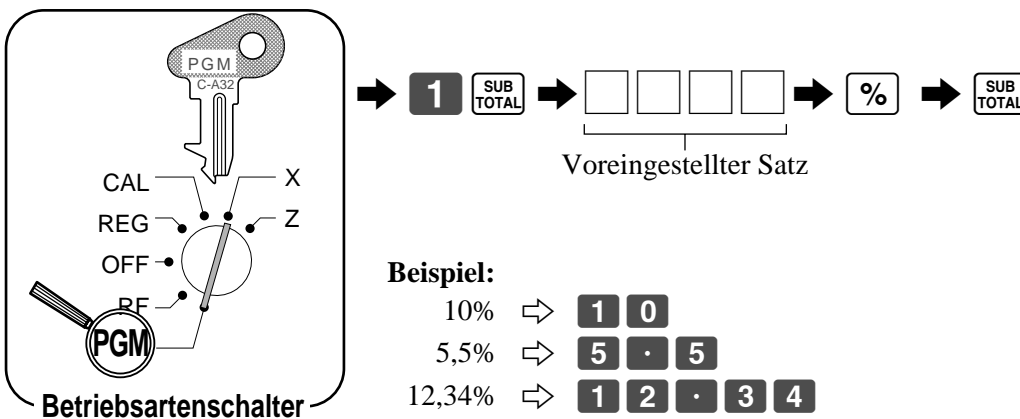 PGM
C-A32
CAL
X
REG
Z
OFF
RF
PGM
Betriebsartenschalter
1 SUB TOTAL % SUB TOTAL
Voreingestellter Satz
Beispiel:
10% 1 0
5,5% 5 · 5
12,34% 1 2 · 3 4